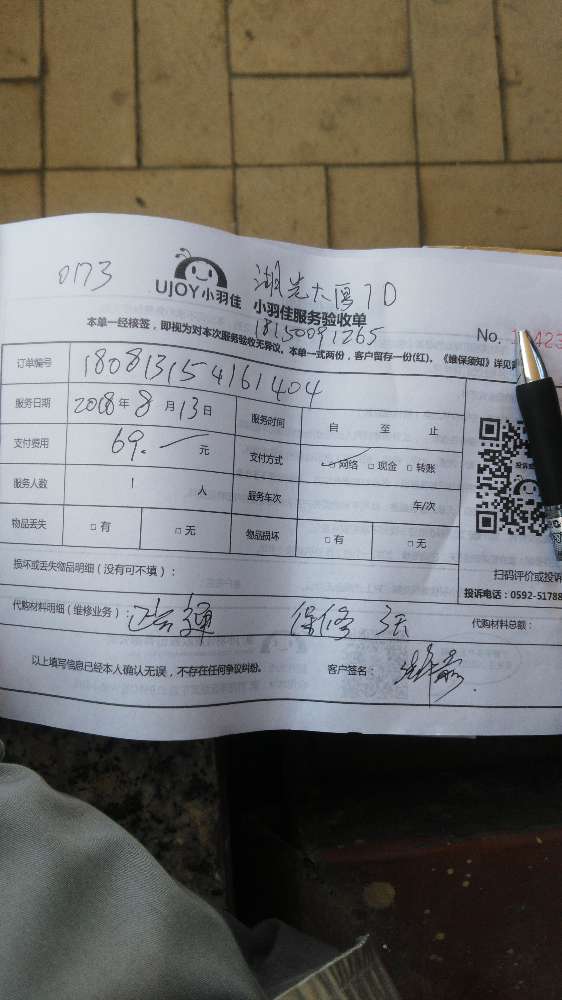 0173 UJOY小羽佳 湖光大厦7D
小羽佳服务验收单
18150091265
No.
本单一经核签，即视为对本次服务验收无异议。本单一式两份，客户留存一份(红)。《维保须知》详见
订单编号 180813154161404
服务日期 2018年8月13日 服务时间 自 至 止
支付费用 69. 元 支付方式 □网络 □现金 □转账
服务人数 1 人 服务车次 车/次
物品丢失 □有 □无 物品损坏 □有 □无
扫码评价或投诉
损坏或丢失物品明细（没有可不填）：
投诉电话：0592-51788
代购材料明细（维修业务）： 保修 3天 代购材料总额：
以上填写信息已经本人确认无误，不存在任何争议纠纷。 客户签名：